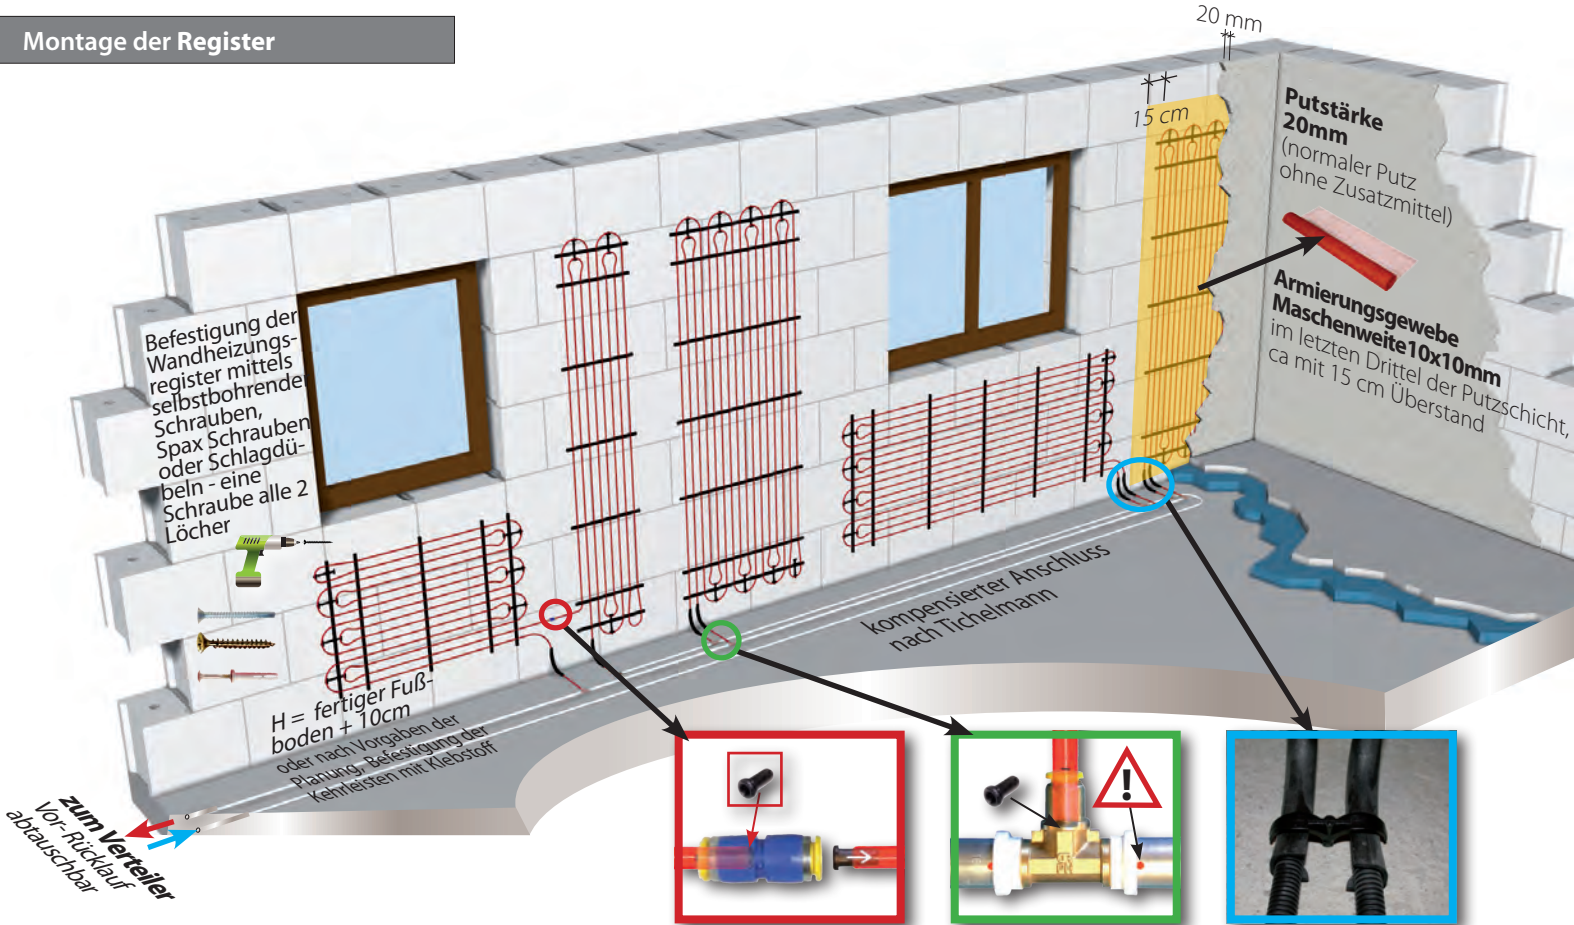 Montage der Register
20 mm
15 cm
Putstärke
20mm
(normaler Putz
ohne Zusatzmittel)
Armierungsgewebe
Maschenweite10x10mm
im letzten Drittel der Putzschicht,
ca mit 15 cm Überstand
Befestigung der
Wandheizungs-
register mittels
selbstbohrender
Schrauben,
Spax Schrauben
oder Schlagdü-
beln - eine
Schraube alle 2
Löcher
H = fertiger Fuß-
boden + 10cm
oder nach Vorgaben der
Planung, Befestigung der
Kehrleisten mit Klebstoff
kompensierter Anschluss
nach Tichelmann
zum Verteiler
Vor- Rücklauf
abtauschbar
!